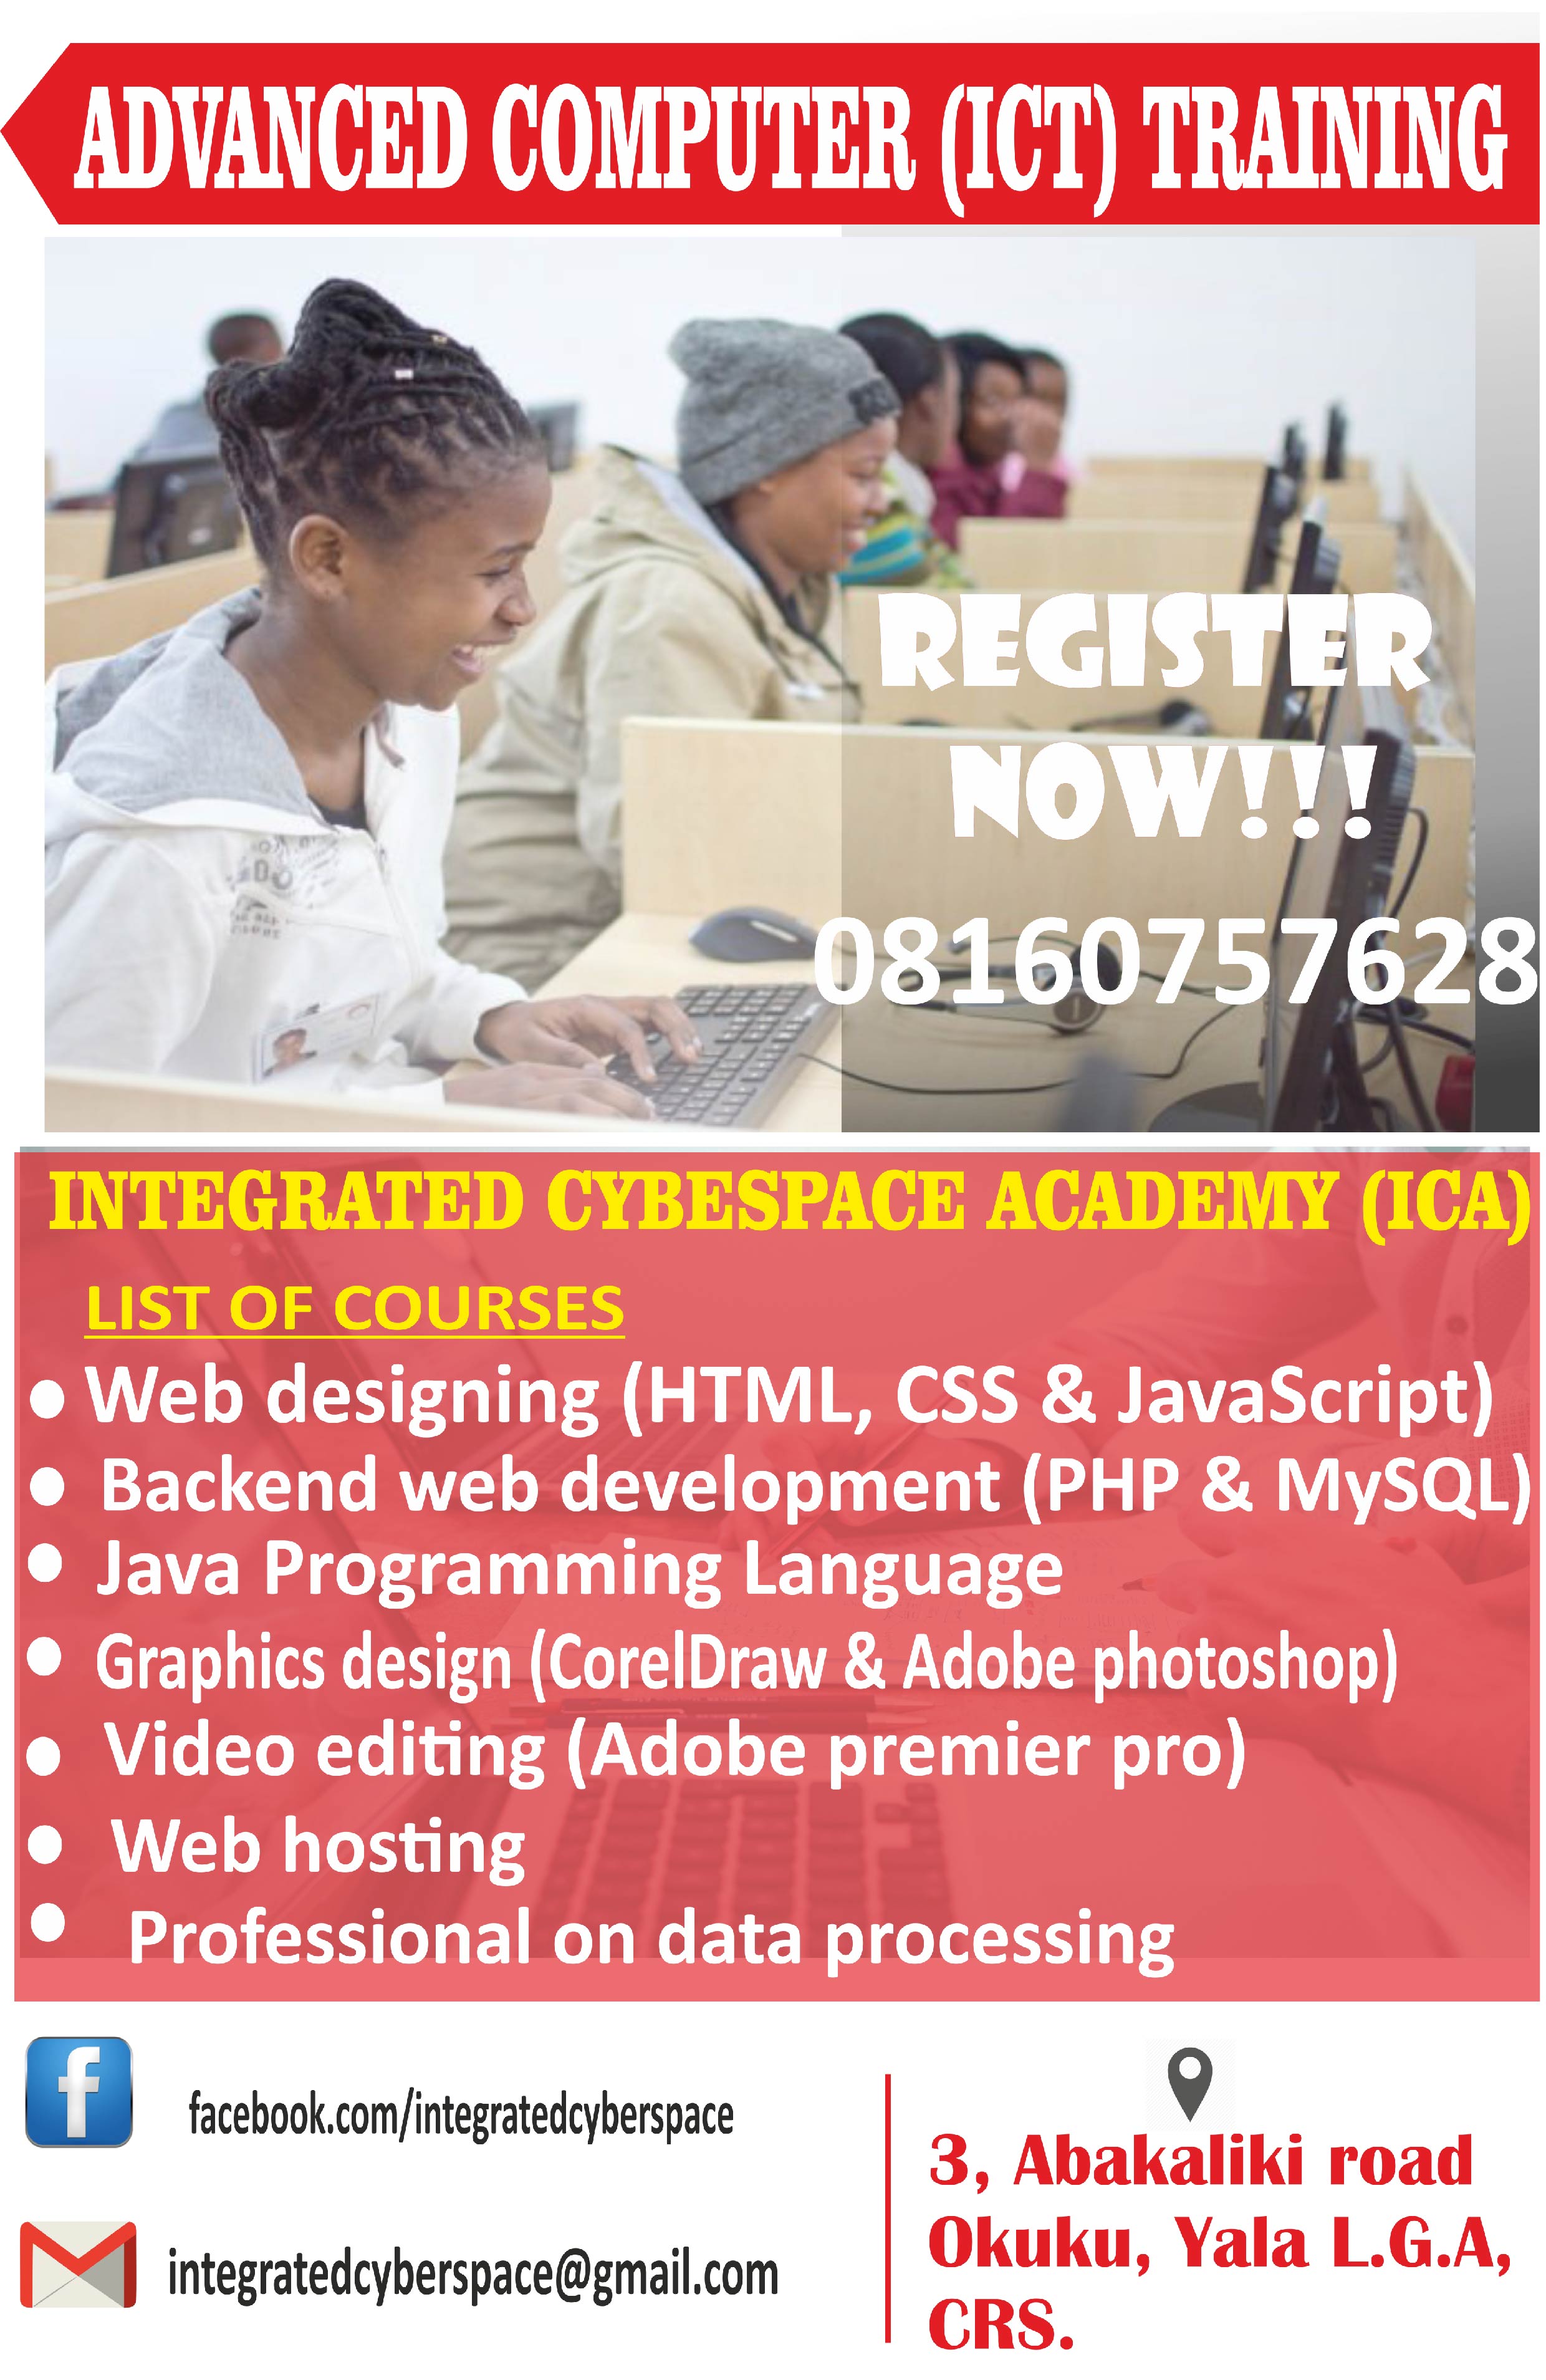 ADVANCED COMPUTER (ICT) TRAINING
REGISTER
NOW!!!
08160757628
INTEGRATED CYBESPACE ACADEMY (ICA)
LIST OF COURSES
• Web designing (HTML, CSS & JavaScript)
• Backend web development (PHP & MySQL)
• Java Programming Language
• Graphics design (CorelDraw & Adobe photoshop)
• Video editing (Adobe premier pro)
• Web hosting
• Professional on data processing
facebook.com/integratedcyberspace
integratedcyberspace@gmail.com
3, Abakaliki road
Okuku, Yala L.G.A,
CRS.